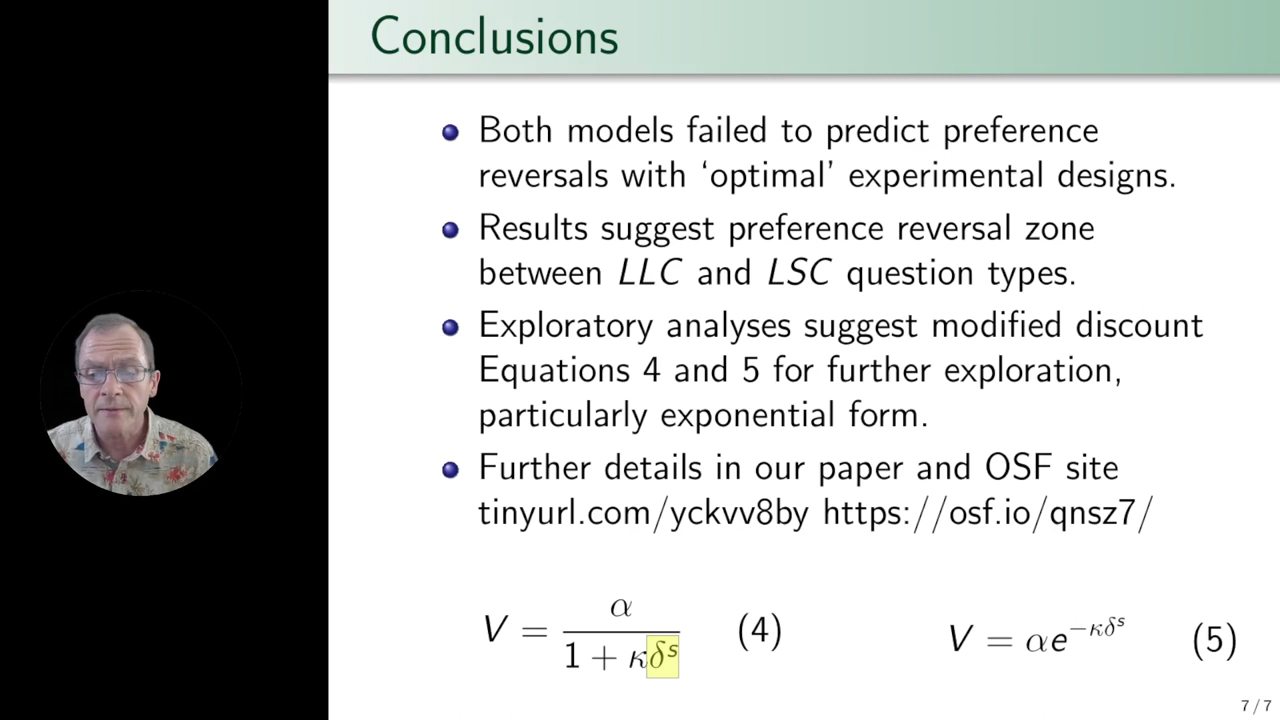 Conclusions
Both models failed to predict preference
reversals with ‘optimal’ experimental designs.
Results suggest preference reversal zone
between LLC and LSC question types.
Exploratory analyses suggest modified discount
Equations 4 and 5 for further exploration,
particularly exponential form.
Further details in our paper and OSF site
tinyurl.com/yckvv8by https://osf.io/qnsz7/
V = α / (1 + κδ^s) (4)
V = αe^{−κδ^s} (5)
7 / 7